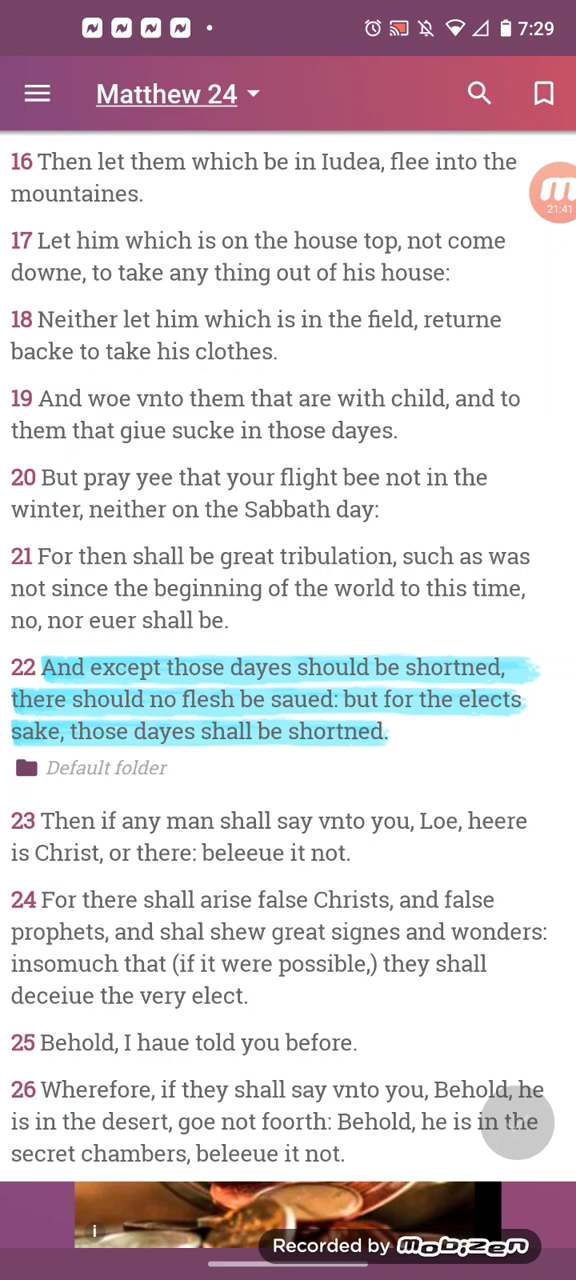 7:29
Matthew 24
21:41
16 Then let them which be in Iudea, flee into the
mountaines.
17 Let him which is on the house top, not come
downe, to take any thing out of his house:
18 Neither let him which is in the field, returne
backe to take his clothes.
19 And woe vnto them that are with child, and to
them that giue sucke in those dayes.
20 But pray yee that your flight bee not in the
winter, neither on the Sabbath day:
21 For then shall be great tribulation, such as was
not since the beginning of the world to this time,
no, nor euer shall be.
22 And except those dayes should be shortned,
there should no flesh be saued: but for the elects
sake, those dayes shall be shortned.
Default folder
23 Then if any man shall say vnto you, Loe, heere
is Christ, or there: beleeue it not.
24 For there shall arise false Christs, and false
prophets, and shal shew great signes and wonders:
insomuch that (if it were possible,) they shall
deceiue the very elect.
25 Behold, I haue told you before.
26 Wherefore, if they shall say vnto you, Behold, he
is in the desert, goe not foorth: Behold, he is in the
secret chambers, beleeue it not.
i
Recorded by mobizen